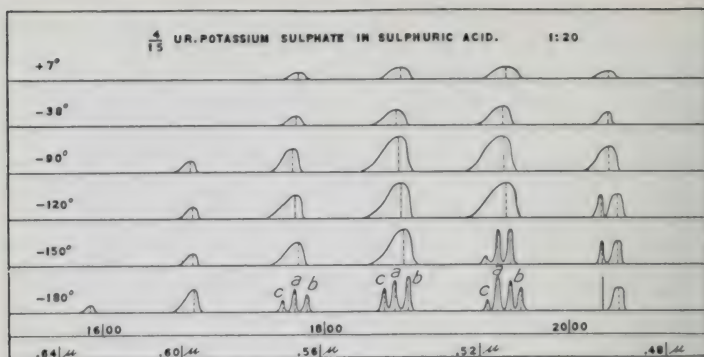 4/15 UR. POTASSIUM SULPHATE IN SULPHURIC ACID. 1:20
+7°
-38°
-90°
-120°
-150°
-180° c a b c a b c a b
16|00 18|00 20|00
.64|μ .60|μ .56|μ .52|μ .48|μ